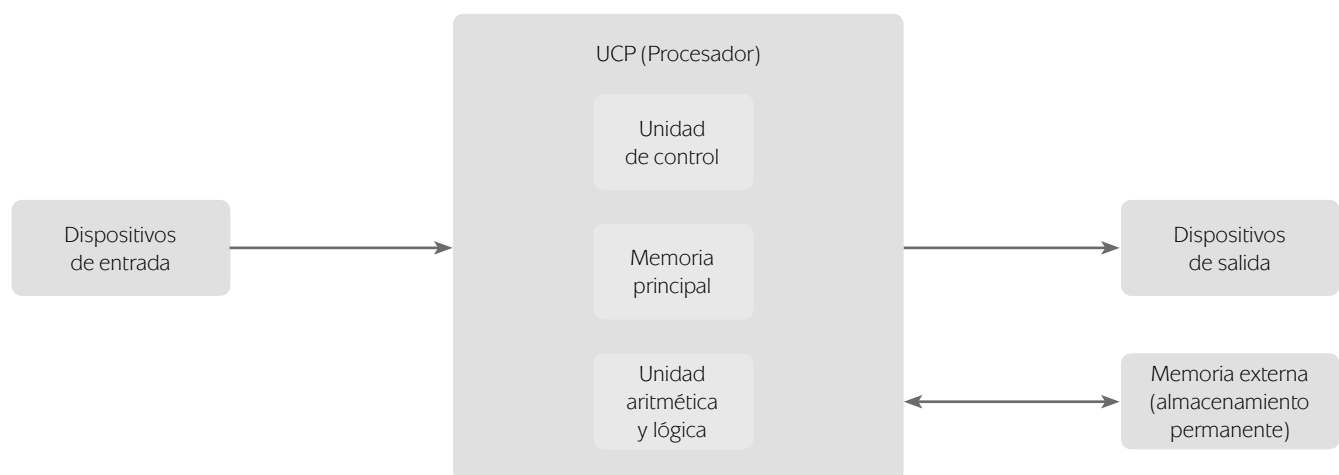 UCP (Procesador)
Unidad
de control
Dispositivos
de entrada
Memoria
principal
Dispositivos
de salida
Unidad
aritmética
y lógica
Memoria externa
(almacenamiento
permanente)